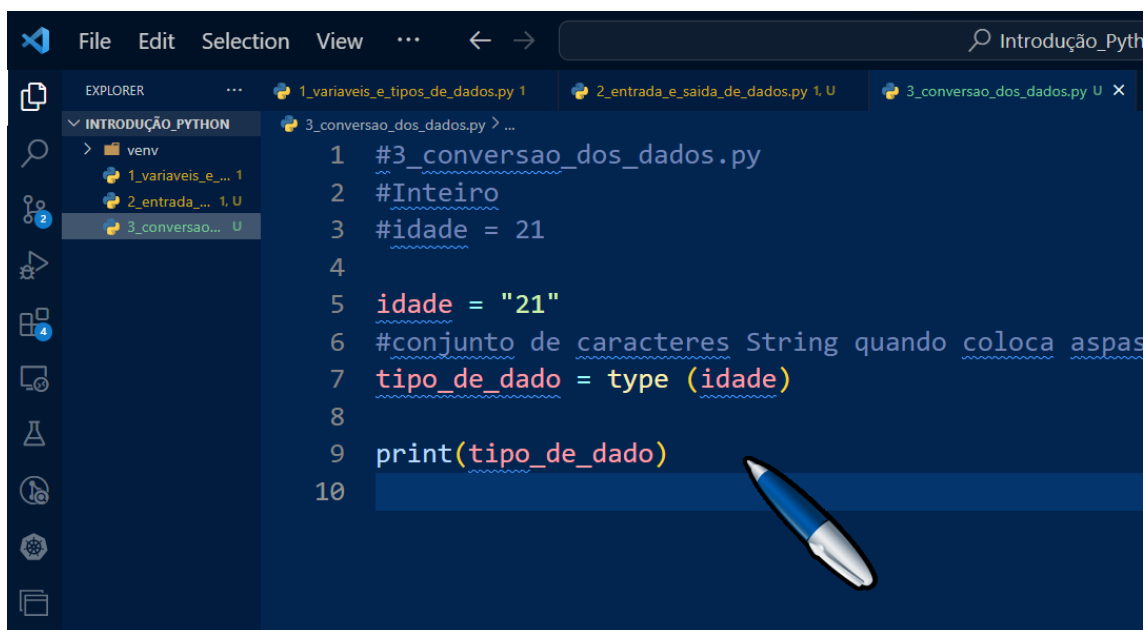 File Edit Selection View ... Introdução_Pyth
EXPLORER ...
1_variaveis_e_tipos_de_dados.py 1
2_entrada_e_saida_de_dados.py 1, U
3_conversao_dos_dados.py U
INTRODUÇÃO_PYTHON
venv
1_variaveis_e_... 1
2_entrada_... 1, U
3_conversao... U
2
4
3_conversao_dos_dados.py > ...
1 #3_conversao_dos_dados.py
2 #Inteiro
3 #idade = 21
4
5 idade = "21"
6 #conjunto de caracteres String quando coloca aspas
7 tipo_de_dado = type (idade)
8
9 print(tipo_de_dado)
10